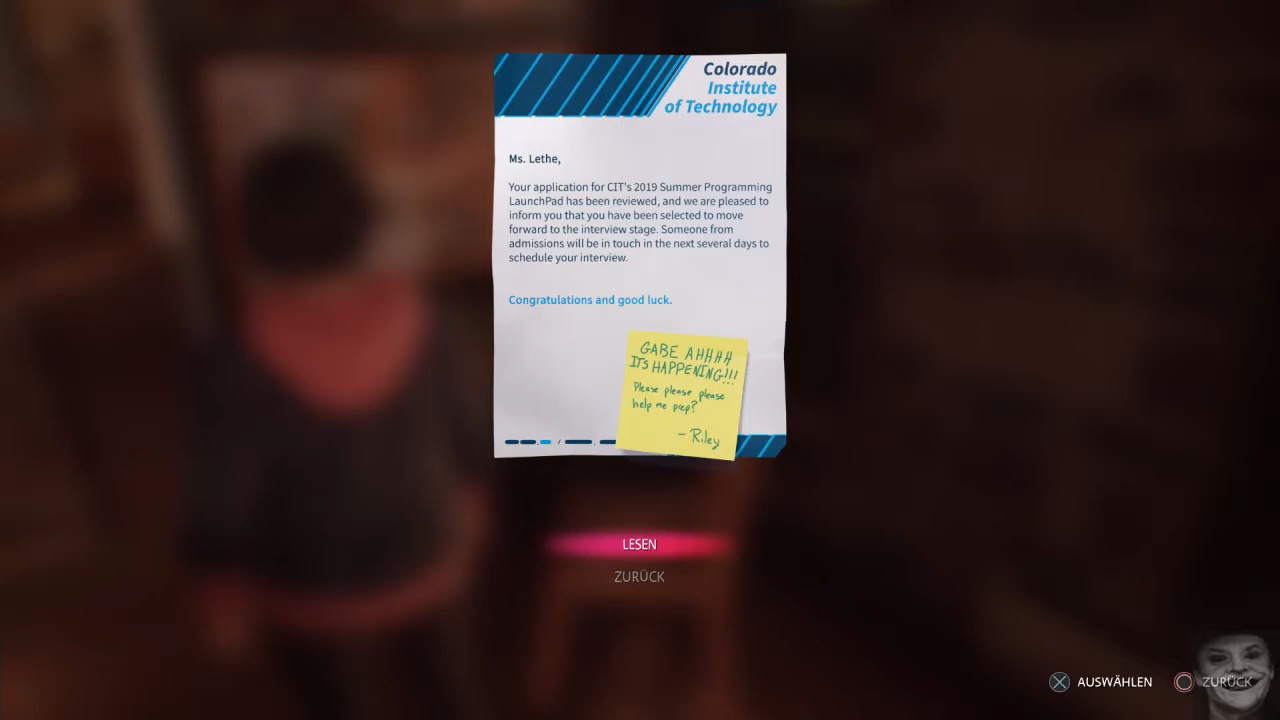 Colorado
Institute
of Technology
Ms. Lethe,
Your application for CIT's 2019 Summer Programming
LaunchPad has been reviewed, and we are pleased to
inform you that you have been selected to move
forward to the interview stage. Someone from
admissions will be in touch in the next several days to
schedule your interview.
Congratulations and good luck.
GABE AHHHH
ITS HAPPENING!!!
Please please please
help me prep?
- Riley
LESEN
ZURÜCK
AUSWÄHLEN
ZURÜCK